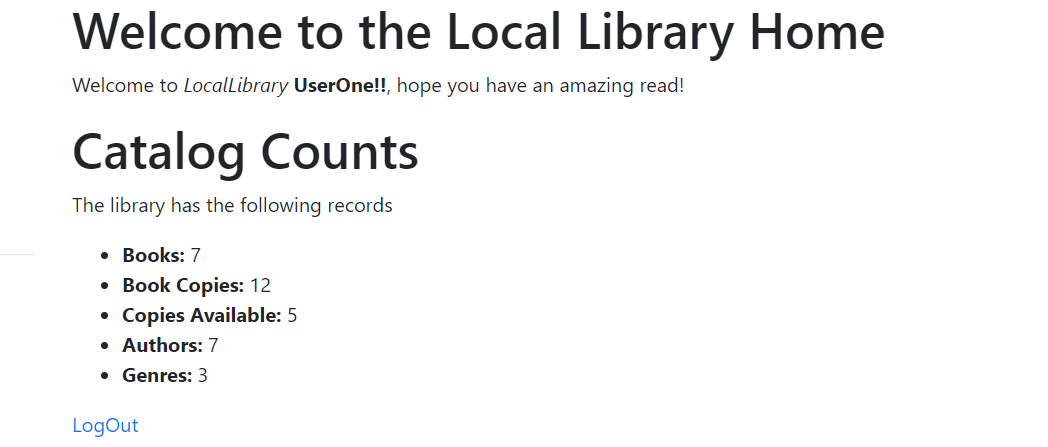 Welcome to the Local Library Home
Welcome to LocalLibrary UserOne!!, hope you have an amazing read!
Catalog Counts
The library has the following records
Books: 7
Book Copies: 12
Copies Available: 5
Authors: 7
Genres: 3
LogOut